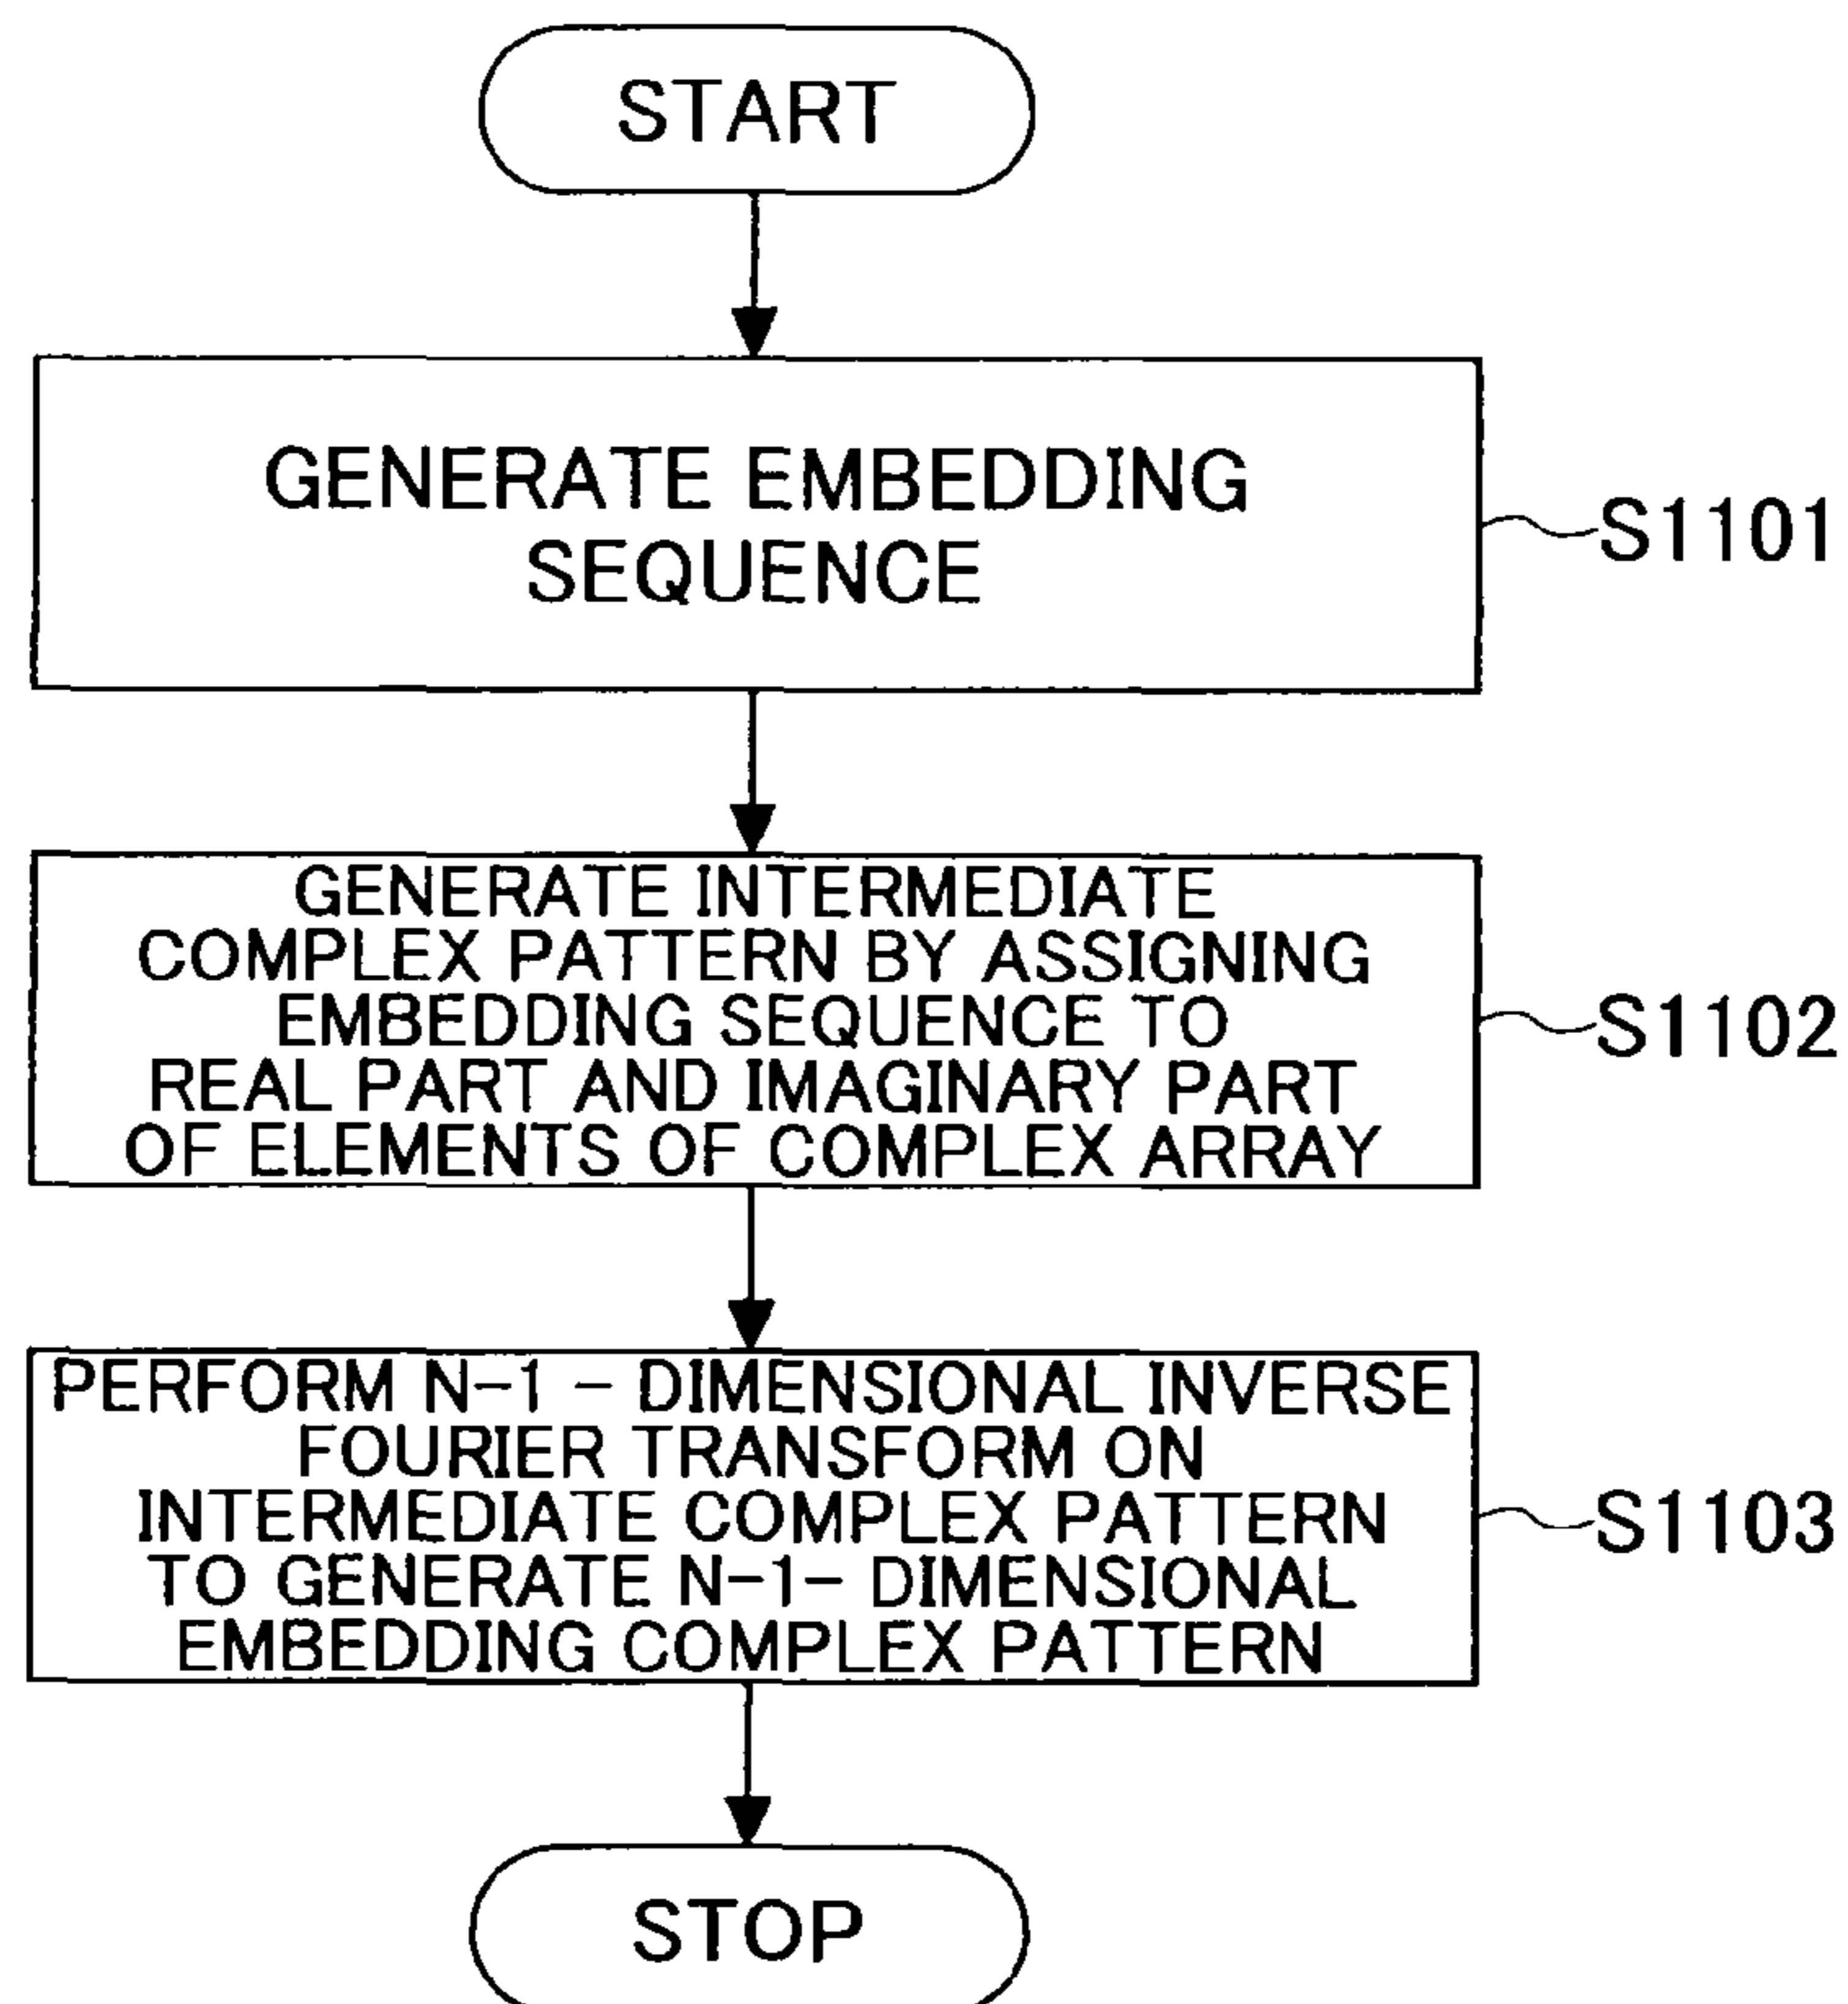 START
GENERATE EMBEDDING
SEQUENCE
S1101
GENERATE INTERMEDIATE
COMPLEX PATTERN BY ASSIGNING
EMBEDDING SEQUENCE TO
REAL PART AND IMAGINARY PART
OF ELEMENTS OF COMPLEX ARRAY
S1102
PERFORM N-1 - DIMENSIONAL INVERSE
FOURIER TRANSFORM ON
INTERMEDIATE COMPLEX PATTERN
TO GENERATE N-1- DIMENSIONAL
EMBEDDING COMPLEX PATTERN
S1103
STOP